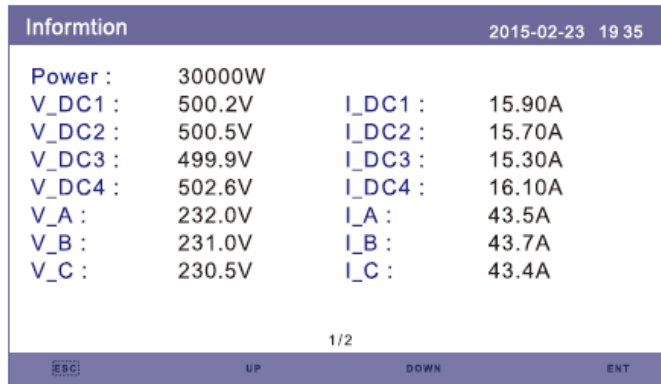 Informtion 2015-02-23 19 35
Power : 30000W
V_DC1 : 500.2V I_DC1 : 15.90A
V_DC2 : 500.5V I_DC2 : 15.70A
V_DC3 : 499.9V I_DC3 : 15.30A
V_DC4 : 502.6V I_DC4 : 16.10A
V_A : 232.0V I_A : 43.5A
V_B : 231.0V I_B : 43.7A
V_C : 230.5V I_C : 43.4A
1/2
ESC UP DOWN ENT